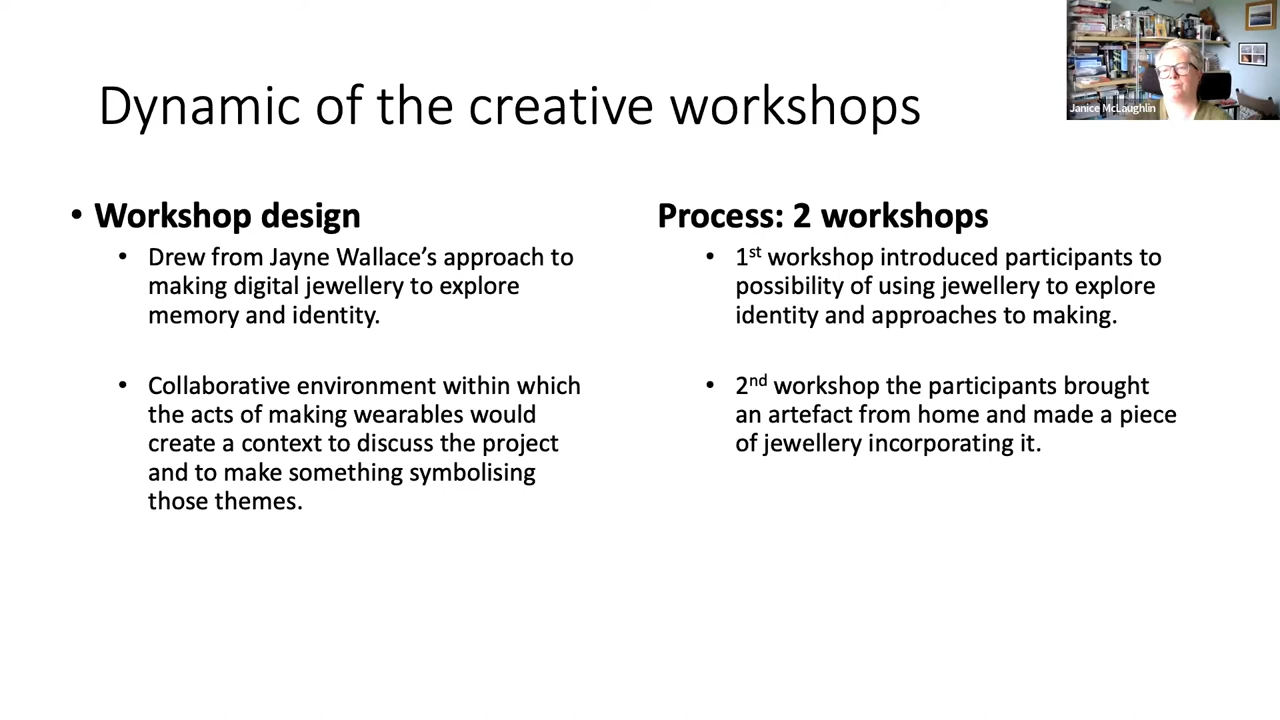 Dynamic of the creative workshops
Janice McLaughlin
• Workshop design
• Drew from Jayne Wallace’s approach to
making digital jewellery to explore
memory and identity.
• Collaborative environment within which
the acts of making wearables would
create a context to discuss the project
and to make something symbolising
those themes.
Process: 2 workshops
• 1st workshop introduced participants to
possibility of using jewellery to explore
identity and approaches to making.
• 2nd workshop the participants brought
an artefact from home and made a piece
of jewellery incorporating it.